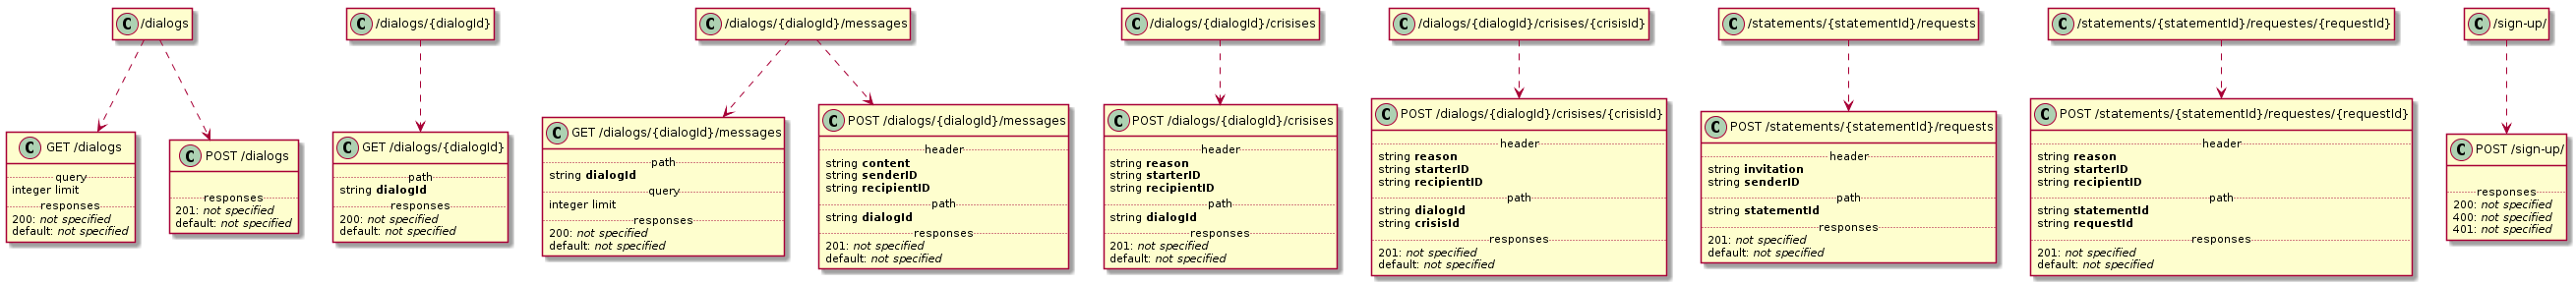 C /dialogs
C /dialogs/{dialogId}
C /dialogs/{dialogId}/messages
C /dialogs/{dialogId}/crisises
C /dialogs/{dialogId}/crisises/{crisisId}
C /statements/{statementId}/requests
C /statements/{statementId}/requestes/{requestId}
C /sign-up/
C GET /dialogs
query
integer limit
responses
200: not specified
default: not specified
C POST /dialogs
responses
201: not specified
default: not specified
C GET /dialogs/{dialogId}
path
string dialogId
responses
200: not specified
default: not specified
C GET /dialogs/{dialogId}/messages
path
string dialogId
query
integer limit
responses
200: not specified
default: not specified
C POST /dialogs/{dialogId}/messages
header
string content
string senderID
string recipientID
path
string dialogId
responses
201: not specified
default: not specified
C POST /dialogs/{dialogId}/crisises
header
string reason
string starterID
string recipientID
path
string dialogId
responses
201: not specified
default: not specified
C POST /dialogs/{dialogId}/crisises/{crisisId}
header
string reason
string starterID
string recipientID
path
string dialogId
string crisisId
responses
201: not specified
default: not specified
C POST /statements/{statementId}/requests
header
string invitation
string senderID
path
string statementId
responses
201: not specified
default: not specified
C POST /statements/{statementId}/requestes/{requestId}
header
string reason
string starterID
string recipientID
path
string statementId
string requestId
responses
201: not specified
default: not specified
C POST /sign-up/
responses
200: not specified
400: not specified
401: not specified